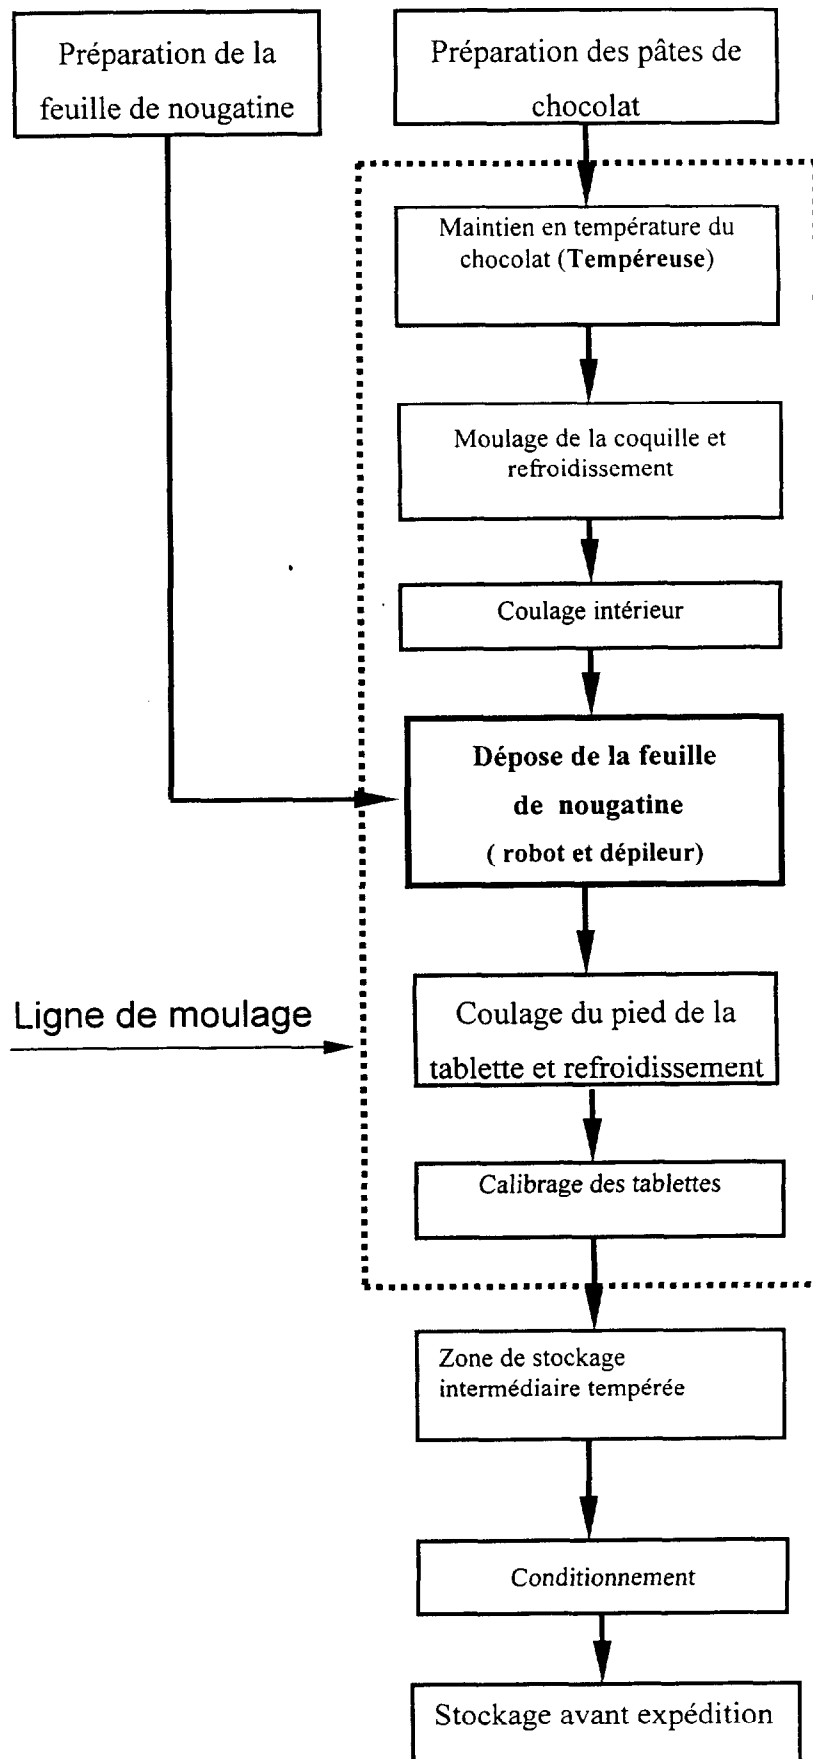 Préparation de la
feuille de nougatine
Préparation des pâtes de
chocolat
Maintien en température du
chocolat (Tempéreuse)
Moulage de la coquille et
refroidissement
Coulage intérieur
Dépose de la feuille
de nougatine
( robot et dépileur)
Ligne de moulage
Coulage du pied de la
tablette et refroidissement
Calibrage des tablettes
Zone de stockage
intermédiaire tempérée
Conditionnement
Stockage avant expédition